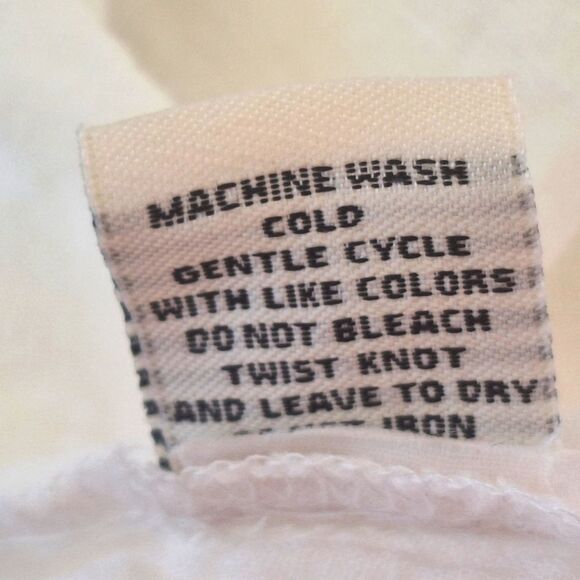 MACHINE WASH
COLD
GENTLE CYCLE
WITH LIKE COLORS
DO NOT BLEACH
TWIST KNOT
AND LEAVE TO DRY
IRON